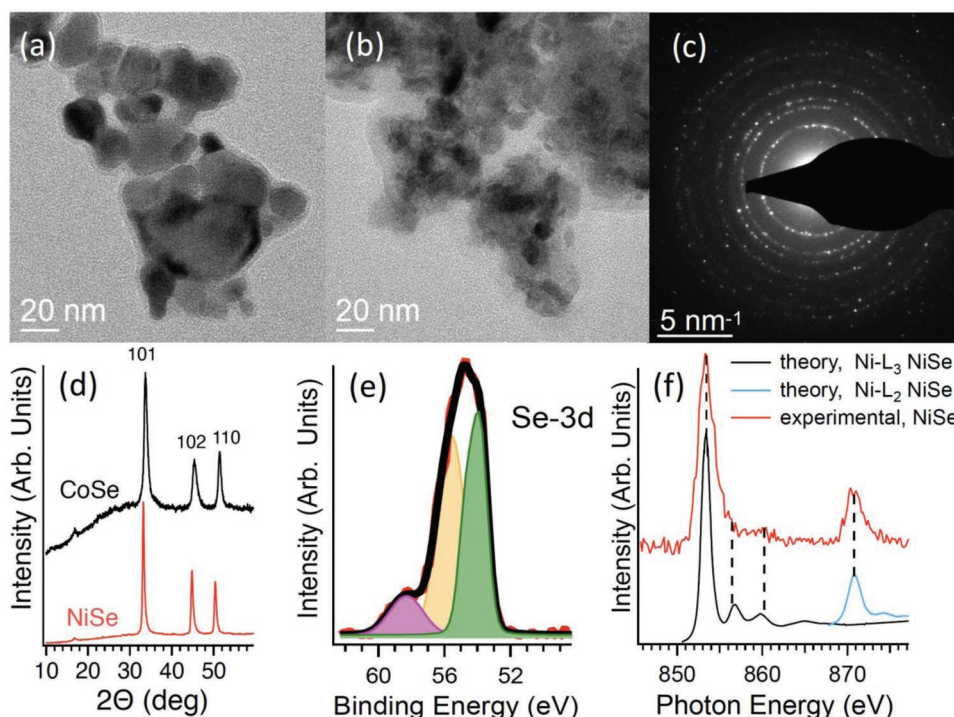 (a)
20 nm
(b)
20 nm
(c)
5 nm-1
(d)
101
102
110
CoSe
NiSe
Intensity (Arb. Units)
10 20 30 40 50
2Θ (deg)
(e)
Se-3d
Intensity (Arb. Units)
60 56 52
Binding Energy (eV)
(f)
theory, Ni-L3 NiSe
theory, Ni-L2 NiSe
experimental, NiSe
Intensity (Arb. Units)
850 860 870
Photon Energy (eV)